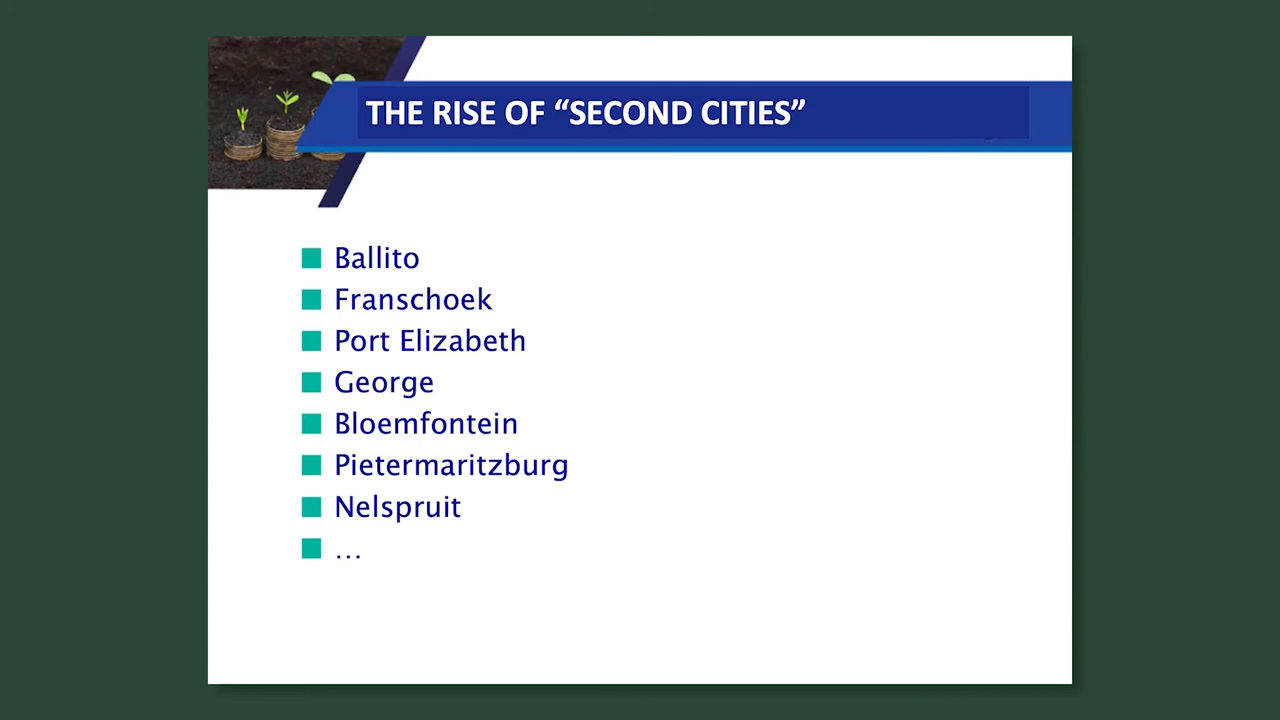 THE RISE OF “SECOND CITIES”
Ballito
Franschoek
Port Elizabeth
George
Bloemfontein
Pietermaritzburg
Nelspruit
...